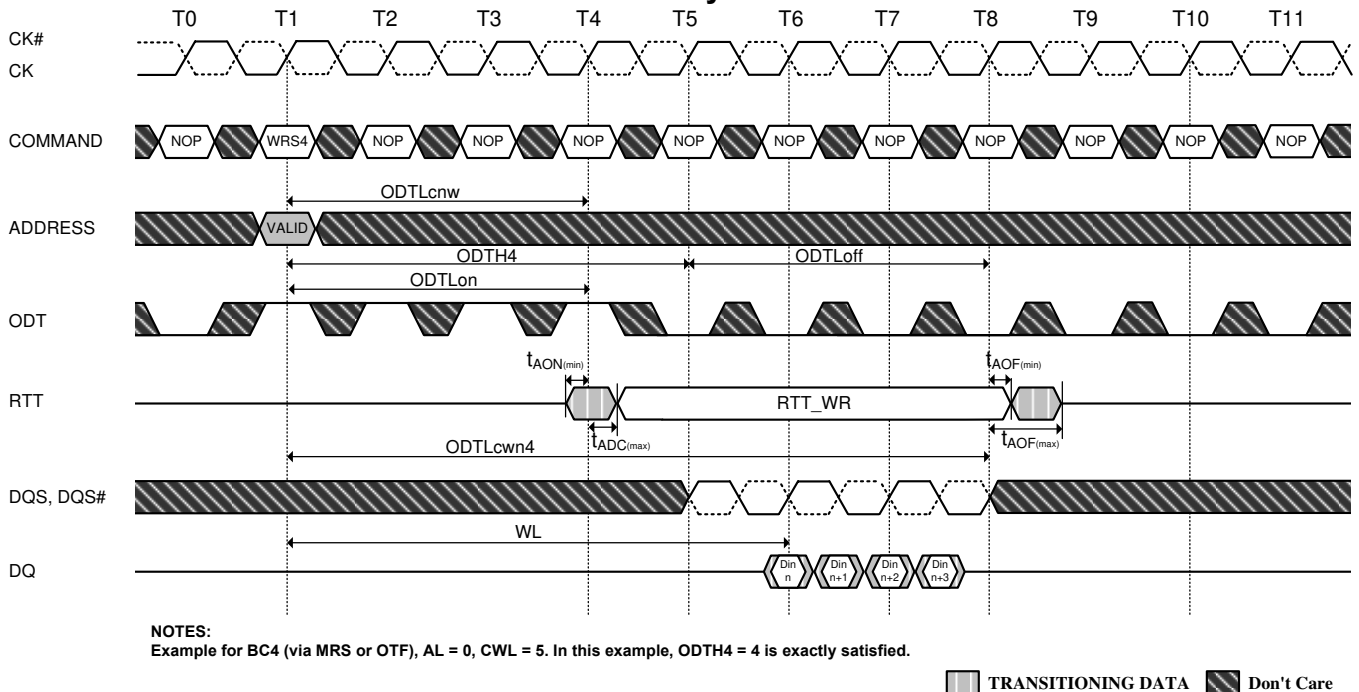 T0 T1 T2 T3 T4 T5 T6 T7 T8 T9 T10 T11
CK#
CK
COMMAND NOP WRS4 NOP NOP NOP NOP NOP NOP NOP NOP NOP NOP
ODTLcnw
ADDRESS VALID
ODTH4 ODTLoff
ODTLon
ODT
tAON(min) tAOF(min)
RTT RTT_WR
tADC(max) tAOF(max)
ODTLcwn4
DQS, DQS#
WL
DQ Din n Din n+1 Din n+2 Din n+3
NOTES:
Example for BC4 (via MRS or OTF), AL = 0, CWL = 5. In this example, ODTH4 = 4 is exactly satisfied.
TRANSITIONING DATA Don't Care